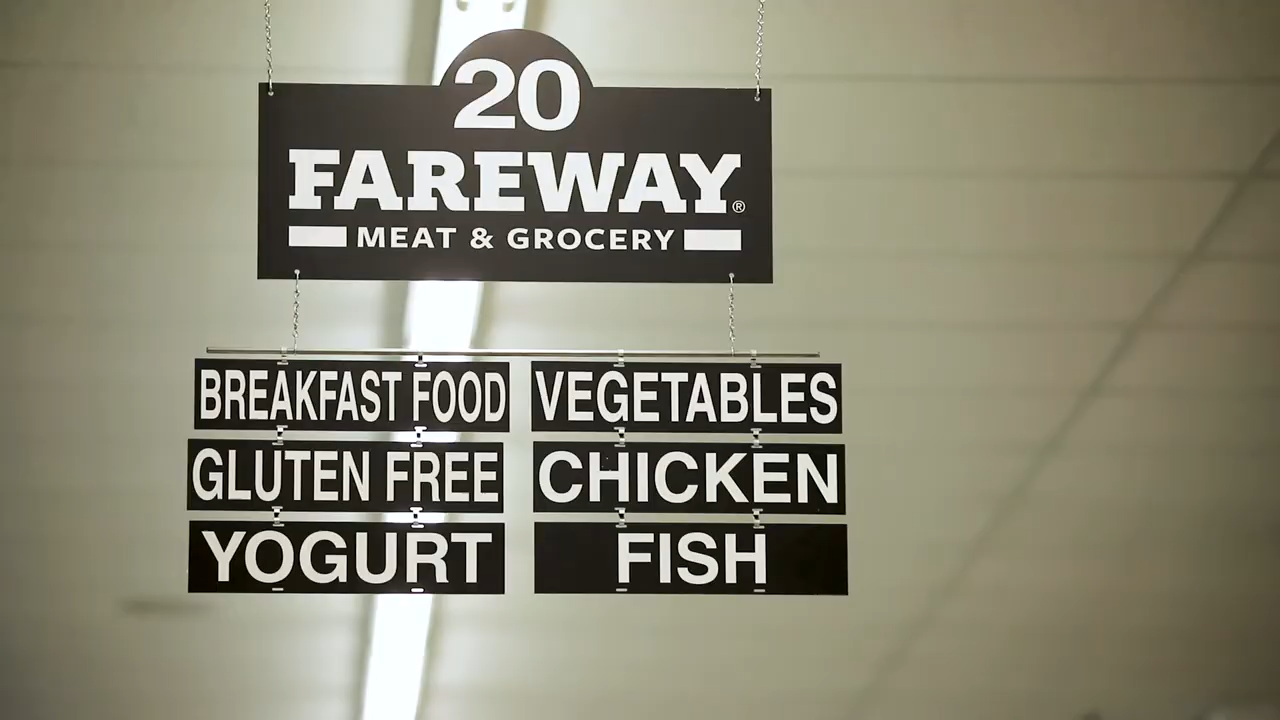 20
FAREWAY®
MEAT & GROCERY
BREAKFAST FOOD
GLUTEN FREE
YOGURT
VEGETABLES
CHICKEN
FISH